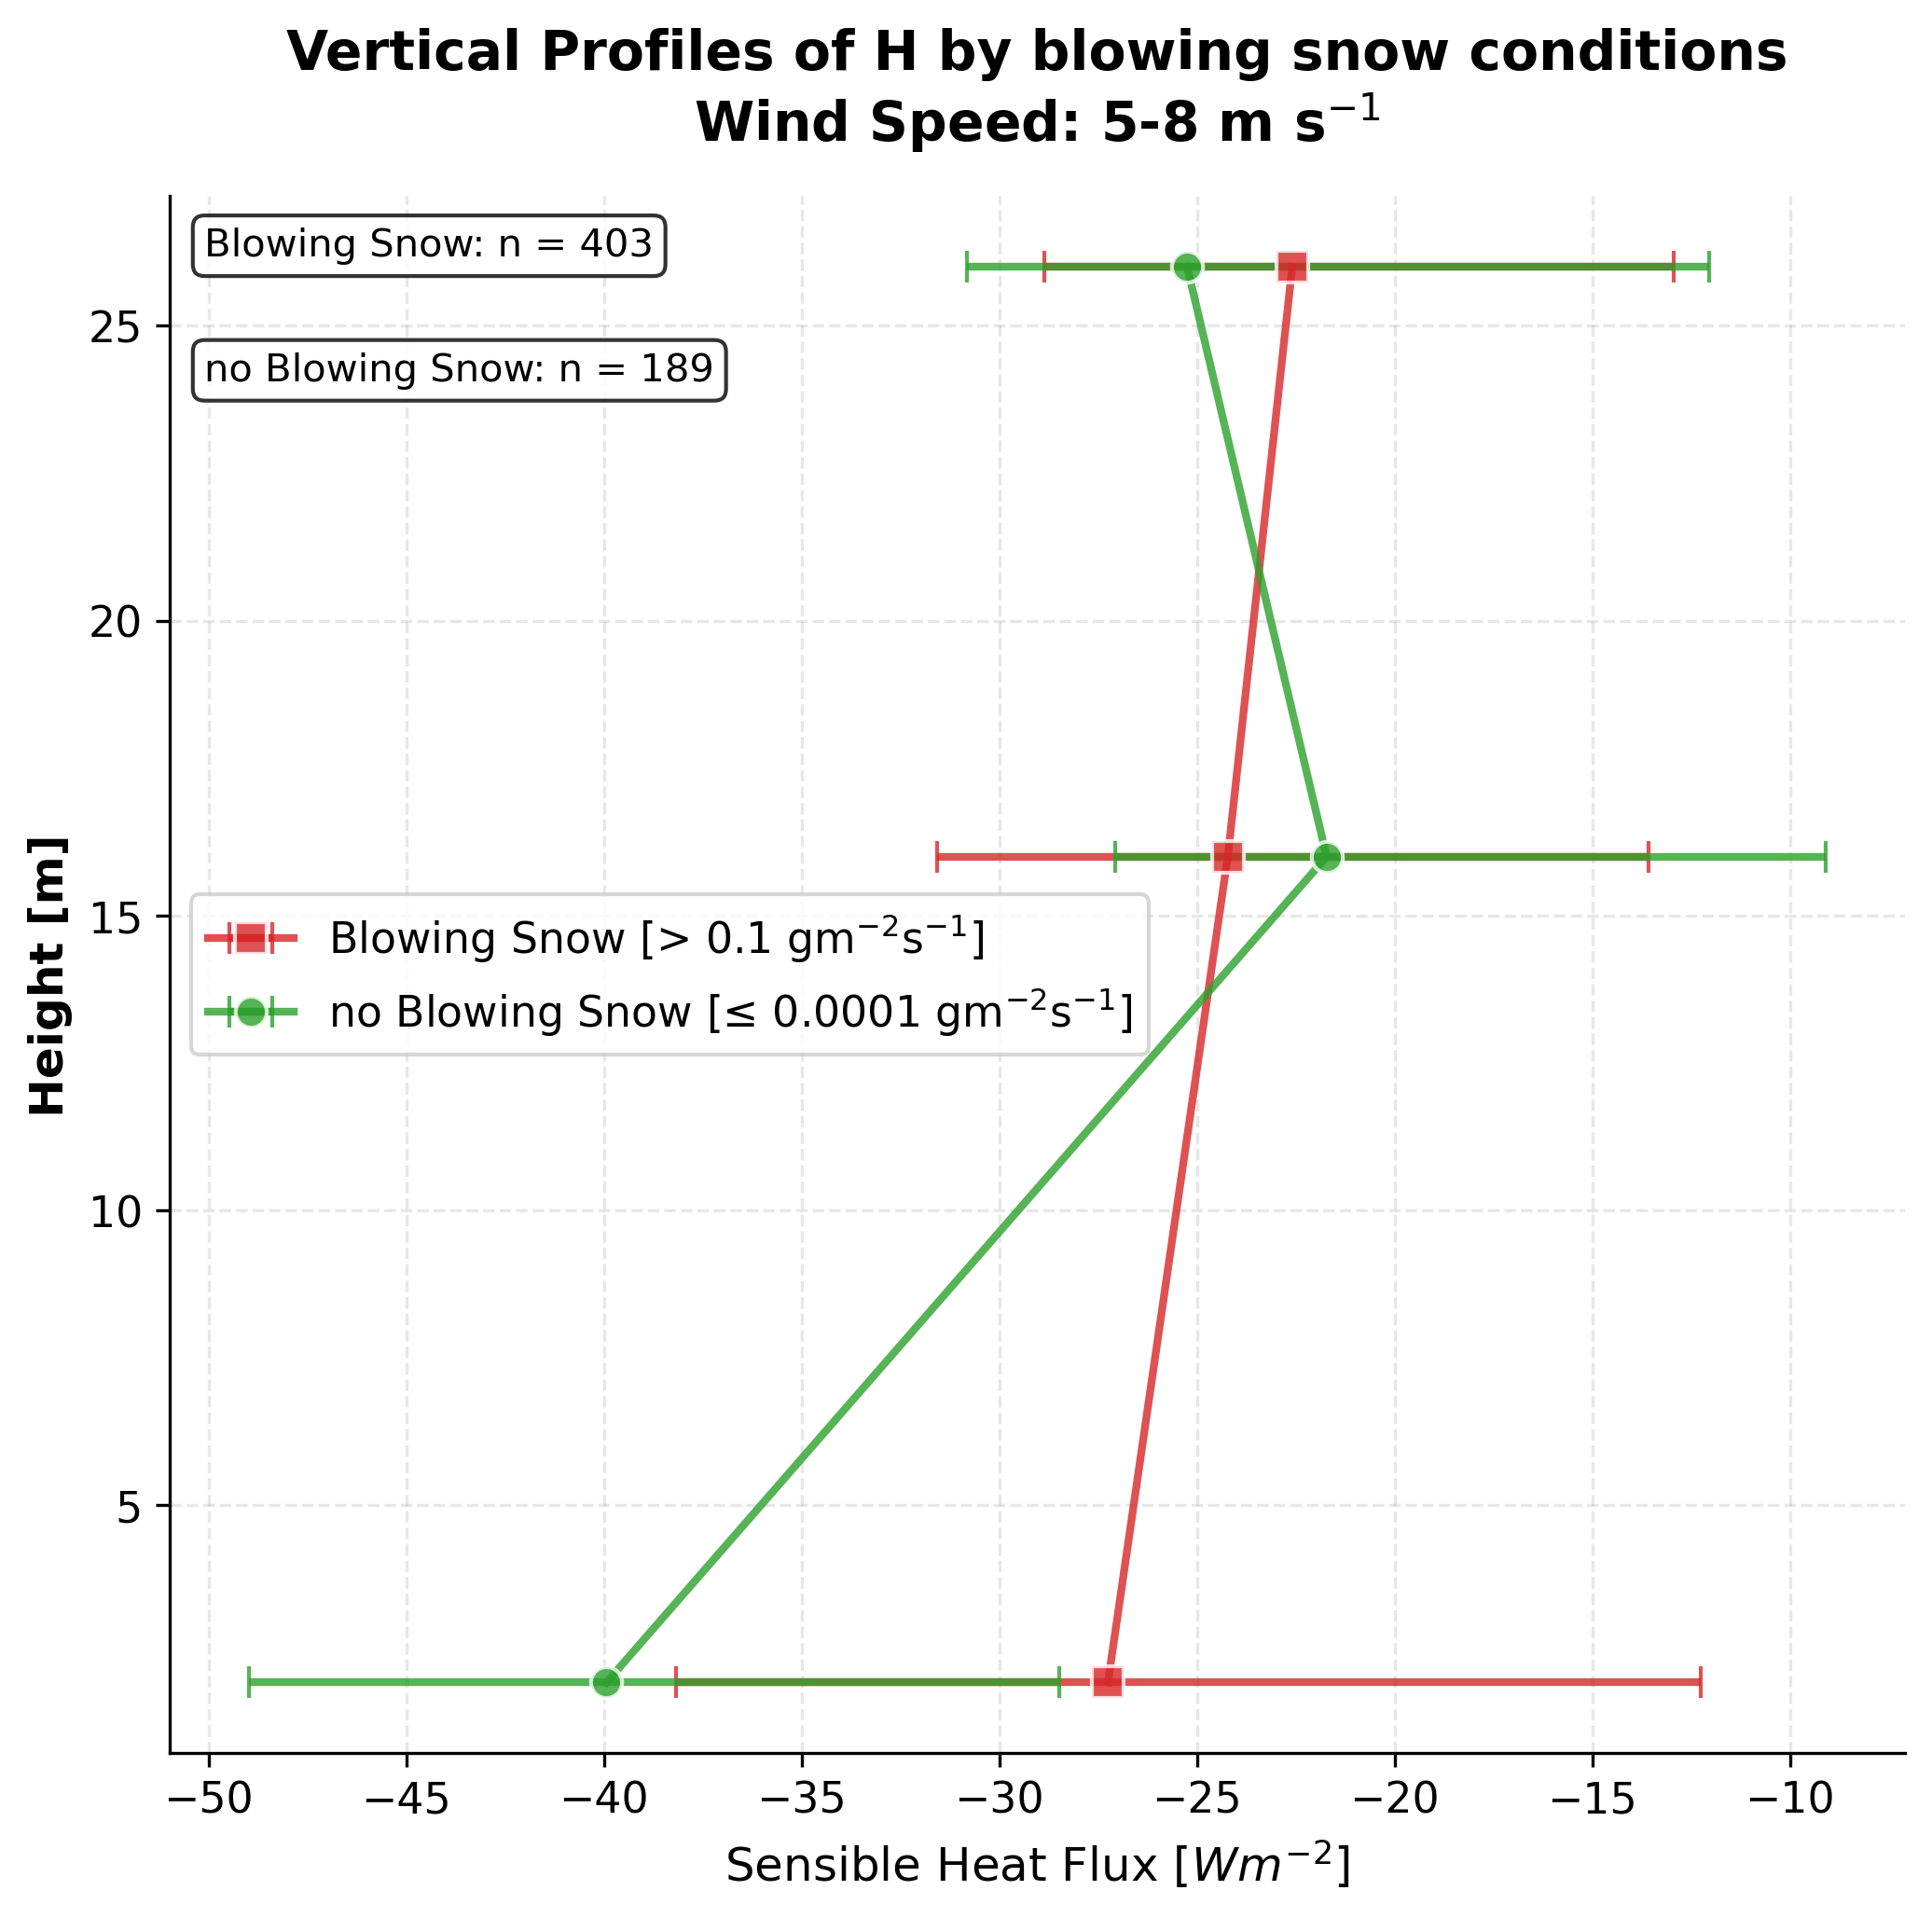 Vertical Profiles of H by blowing snow conditions
Wind Speed: 5-8 m s⁻¹
Blowing Snow: n = 403
no Blowing Snow: n = 189
25
20
15
10
5
Height [m]
Blowing Snow [> 0.1 gm⁻²s⁻¹]
no Blowing Snow [≤ 0.0001 gm⁻²s⁻¹]
−50 −45 −40 −35 −30 −25 −20 −15 −10
Sensible Heat Flux [Wm⁻²]